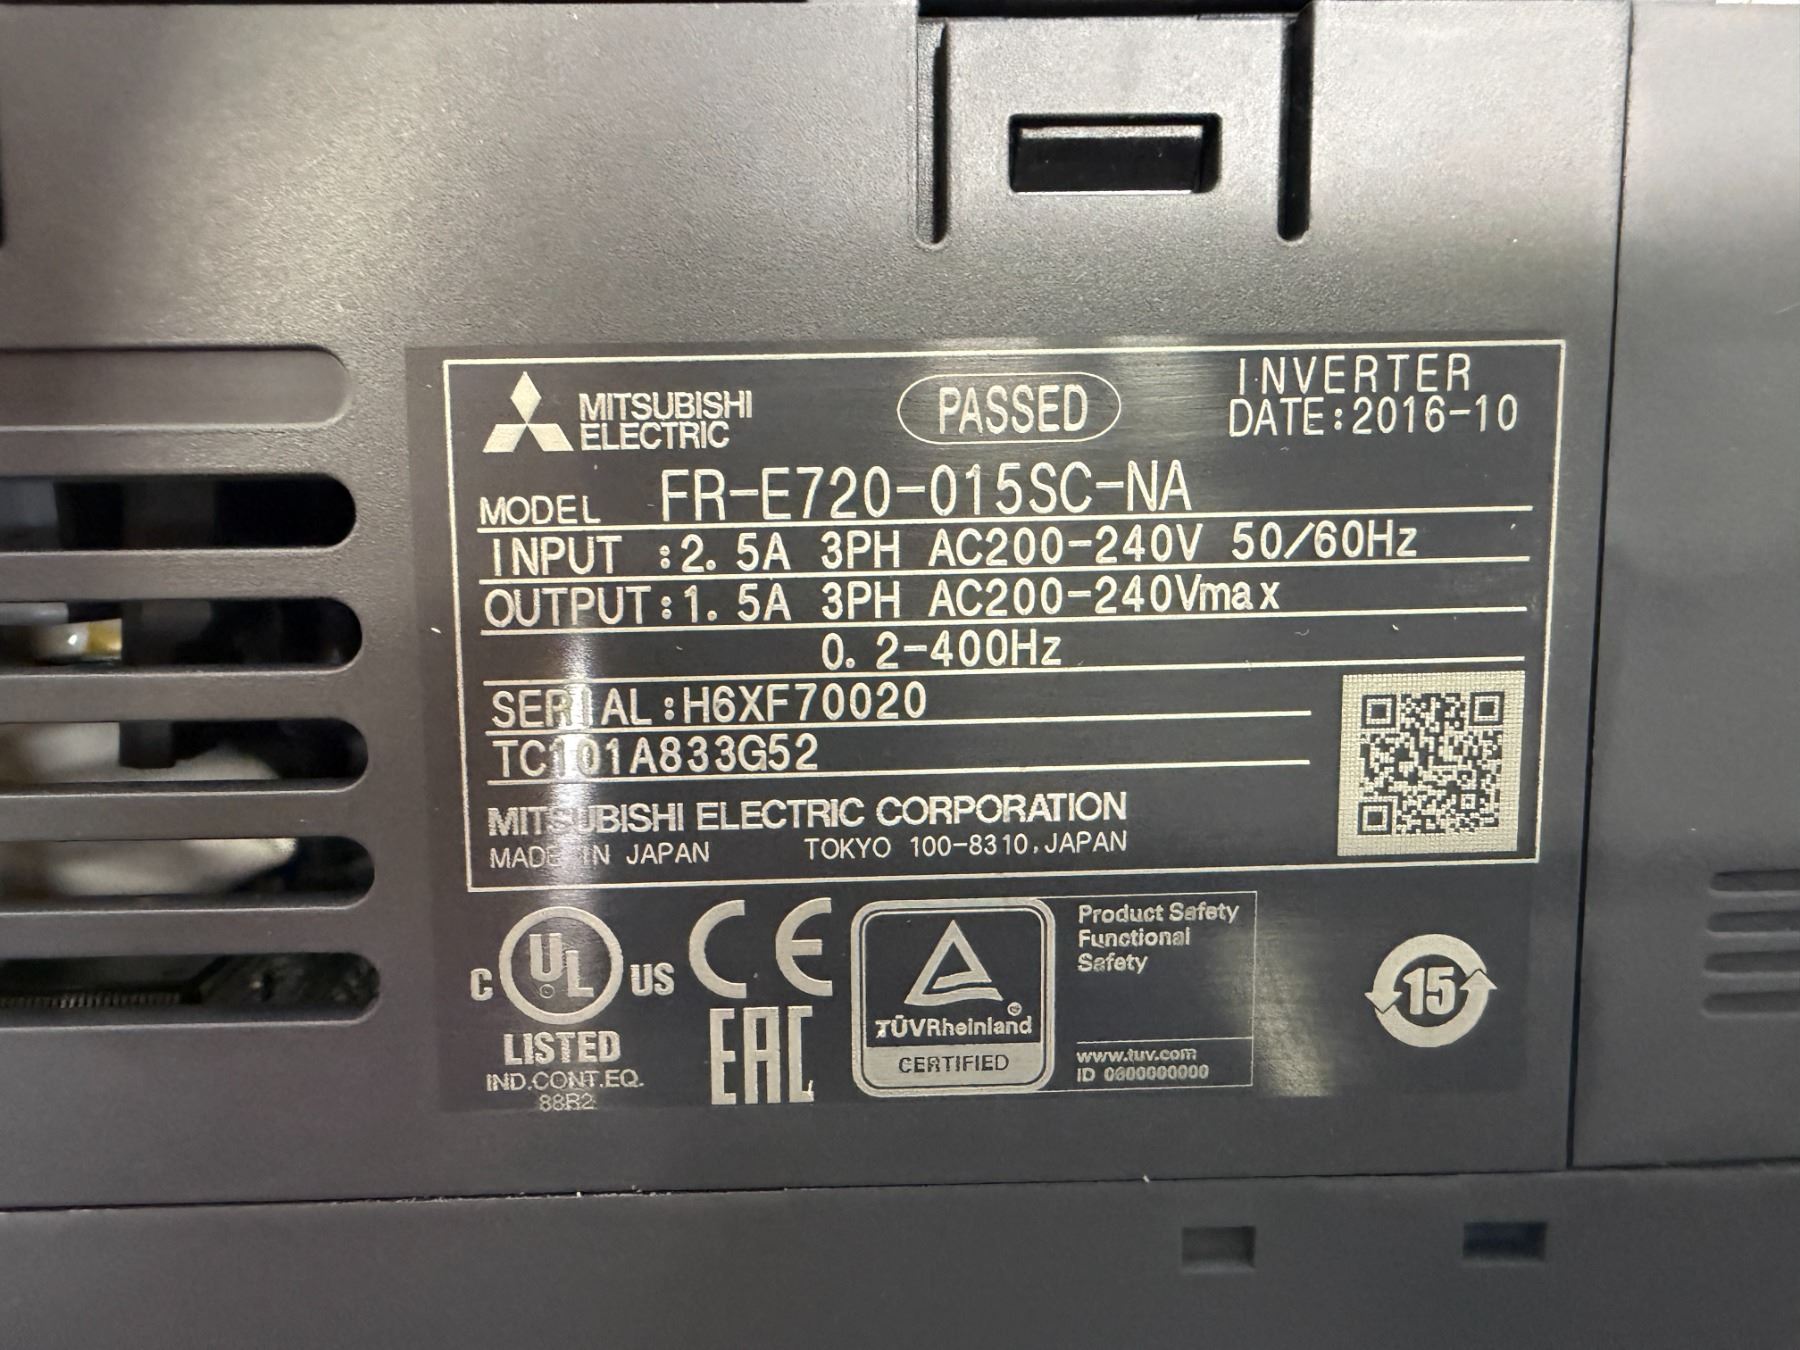 MITSUBISHI
ELECTRIC
PASSED
INVERTER
DATE:2016-10
MODEL FR-E720-015SC-NA
INPUT :2.5A 3PH AC200-240V 50/60Hz
OUTPUT:1.5A 3PH AC200-240Vmax
0.2-400Hz
SERIAL:H6XF70020
TC101A833G52
MITSUBISHI ELECTRIC CORPORATION
MADE IN JAPAN TOKYO 100-8310, JAPAN
C UL US
LISTED
IND.CONT.EQ.
88R2
CE
EAC
TÜVRheinland
CERTIFIED
Product Safety
Functional
Safety
www.tuv.com
ID 0600000000
15